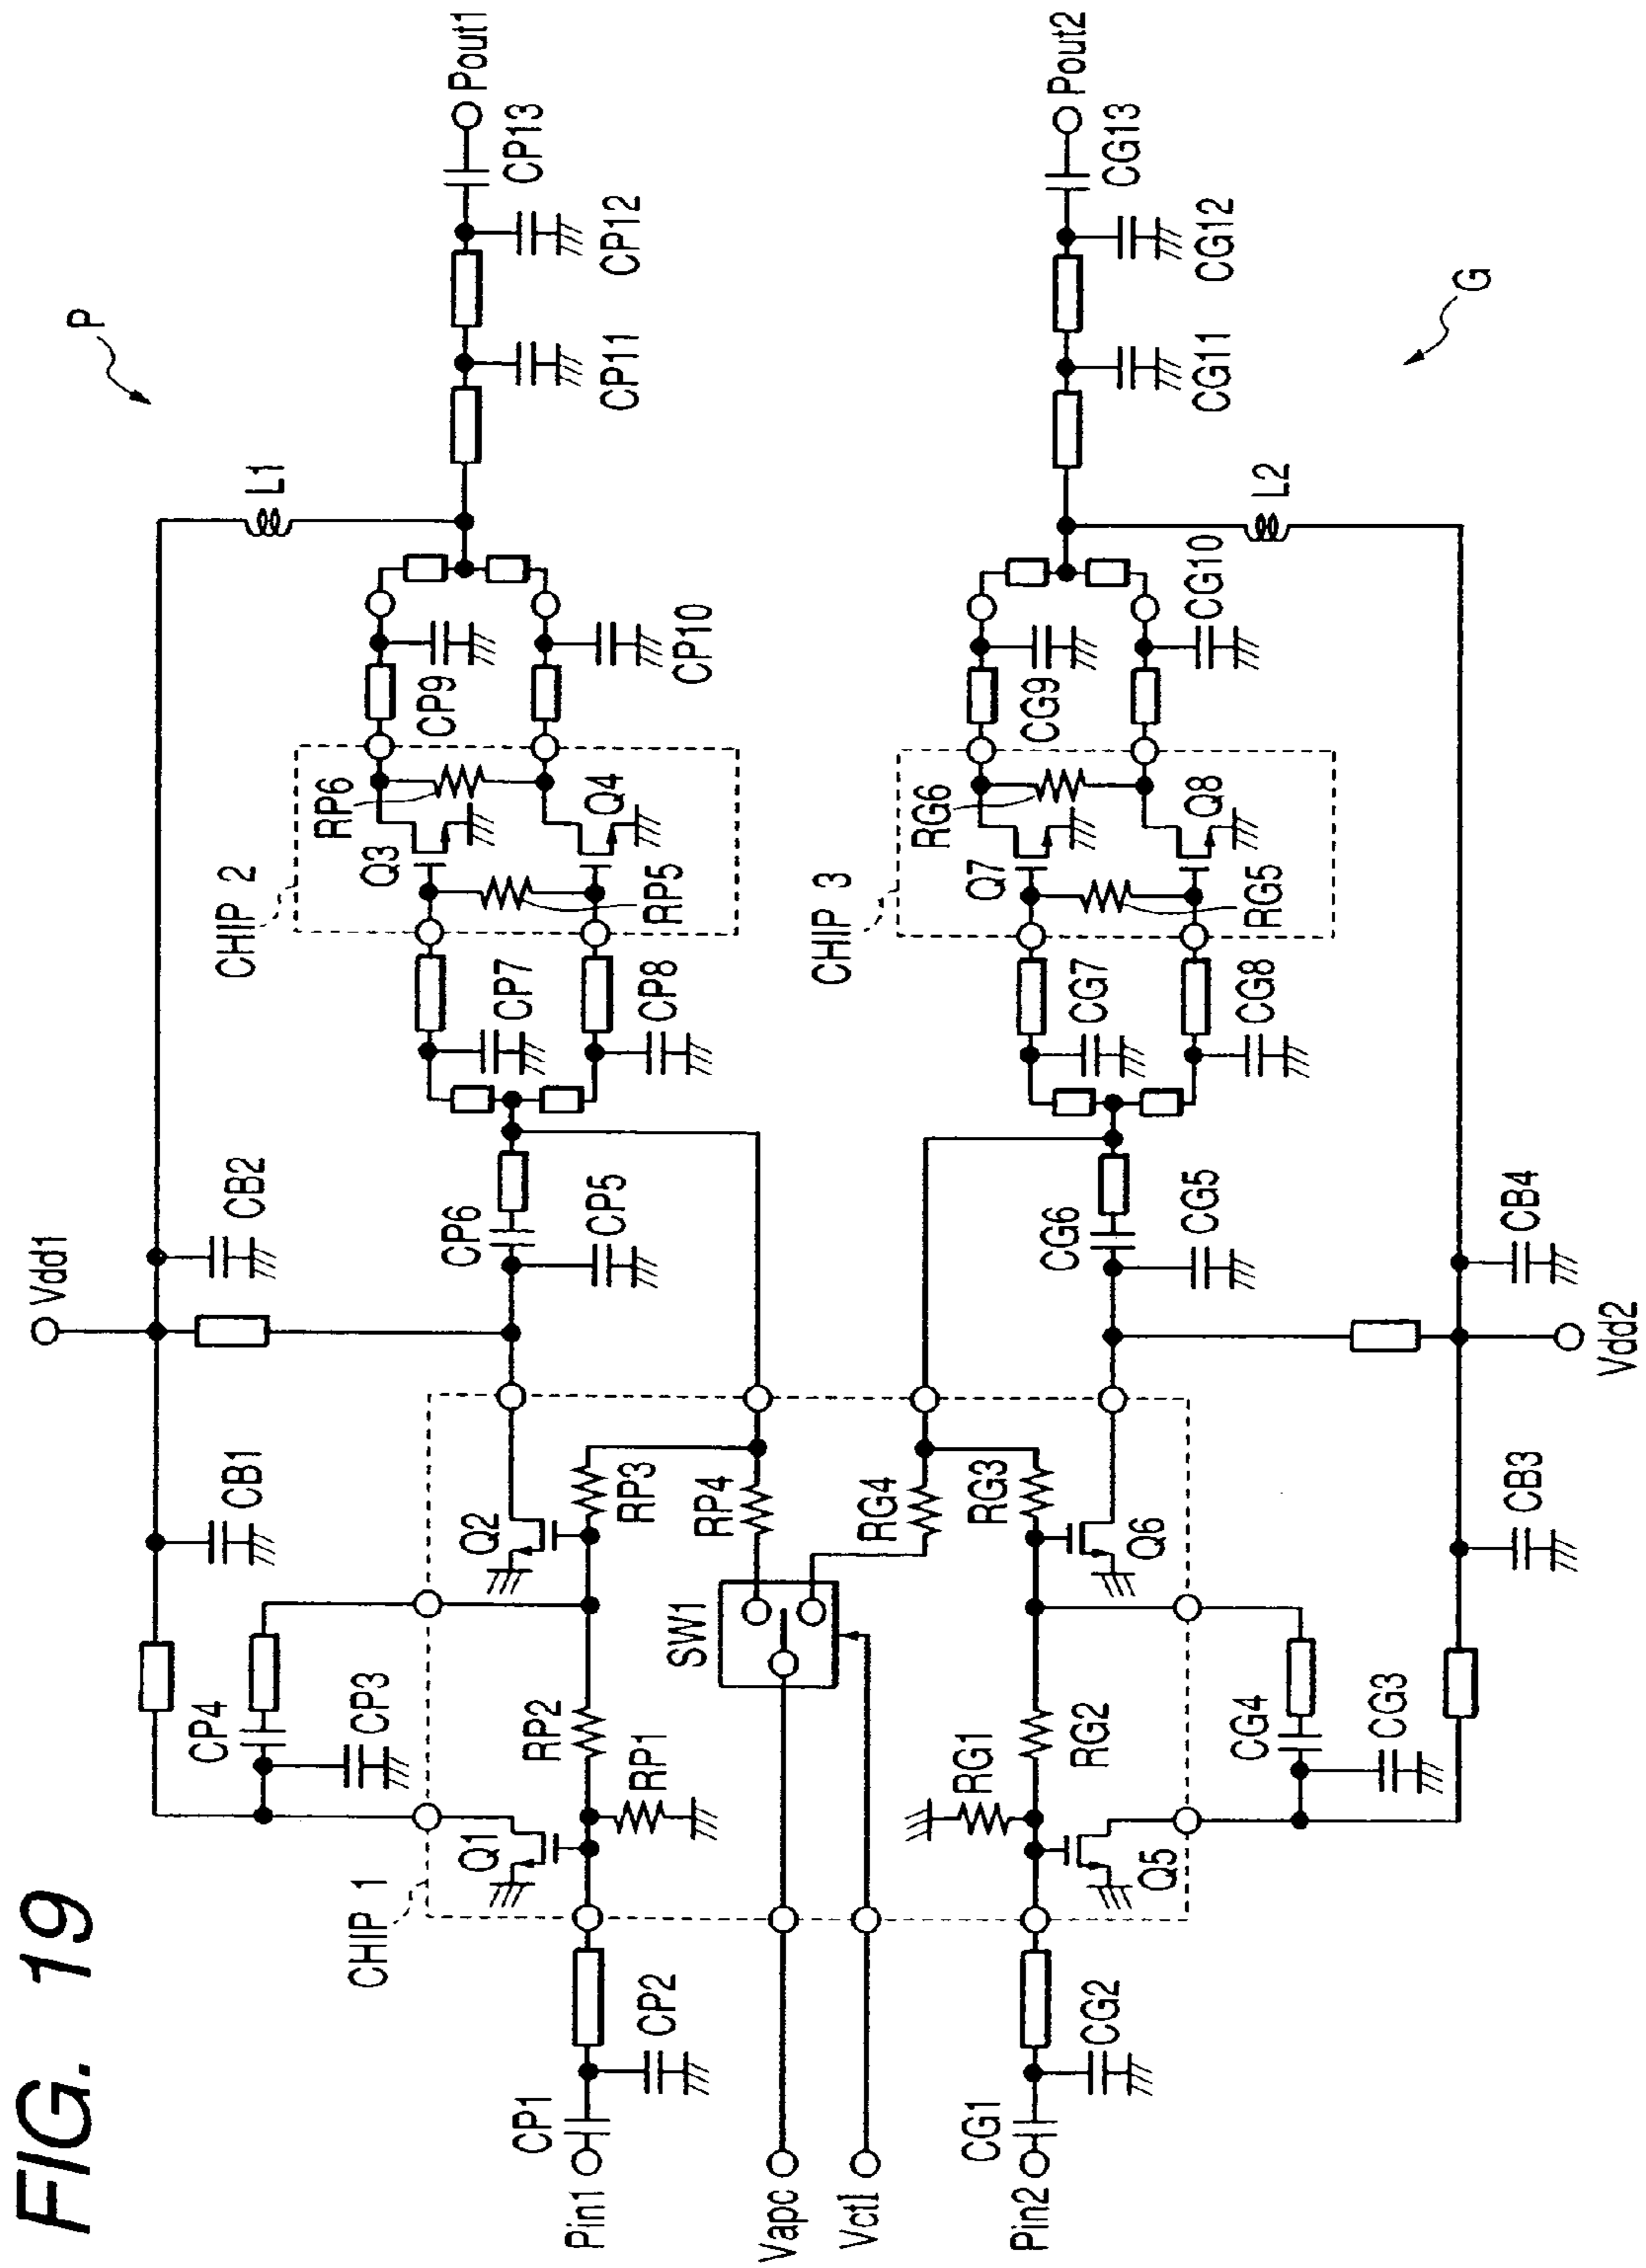 FIG. 19
P
Vdd1
CB1
CB2
L1
CP4
CP3
CHIP 1
Q1
Q2
CP6
CP5
CHIP 2
RP6
Q3
Q4
RP5
CP7
CP8
CP9
CP10
CP11
CP12
CP13
Pout1
Pin1
CP1
CP2
RP1
RP2
RP3
RP4
SW1
Vapc
Vctl
RG4
RG3
RG1
RG2
Pin2
CG1
CG2
Q5
Q6
CG6
CG5
CHIP 3
RG6
Q7
Q8
RG5
CG7
CG8
CG9
CG10
CG11
CG12
CG13
Pout2
CG4
CG3
CB3
CB4
L2
Vdd2
G